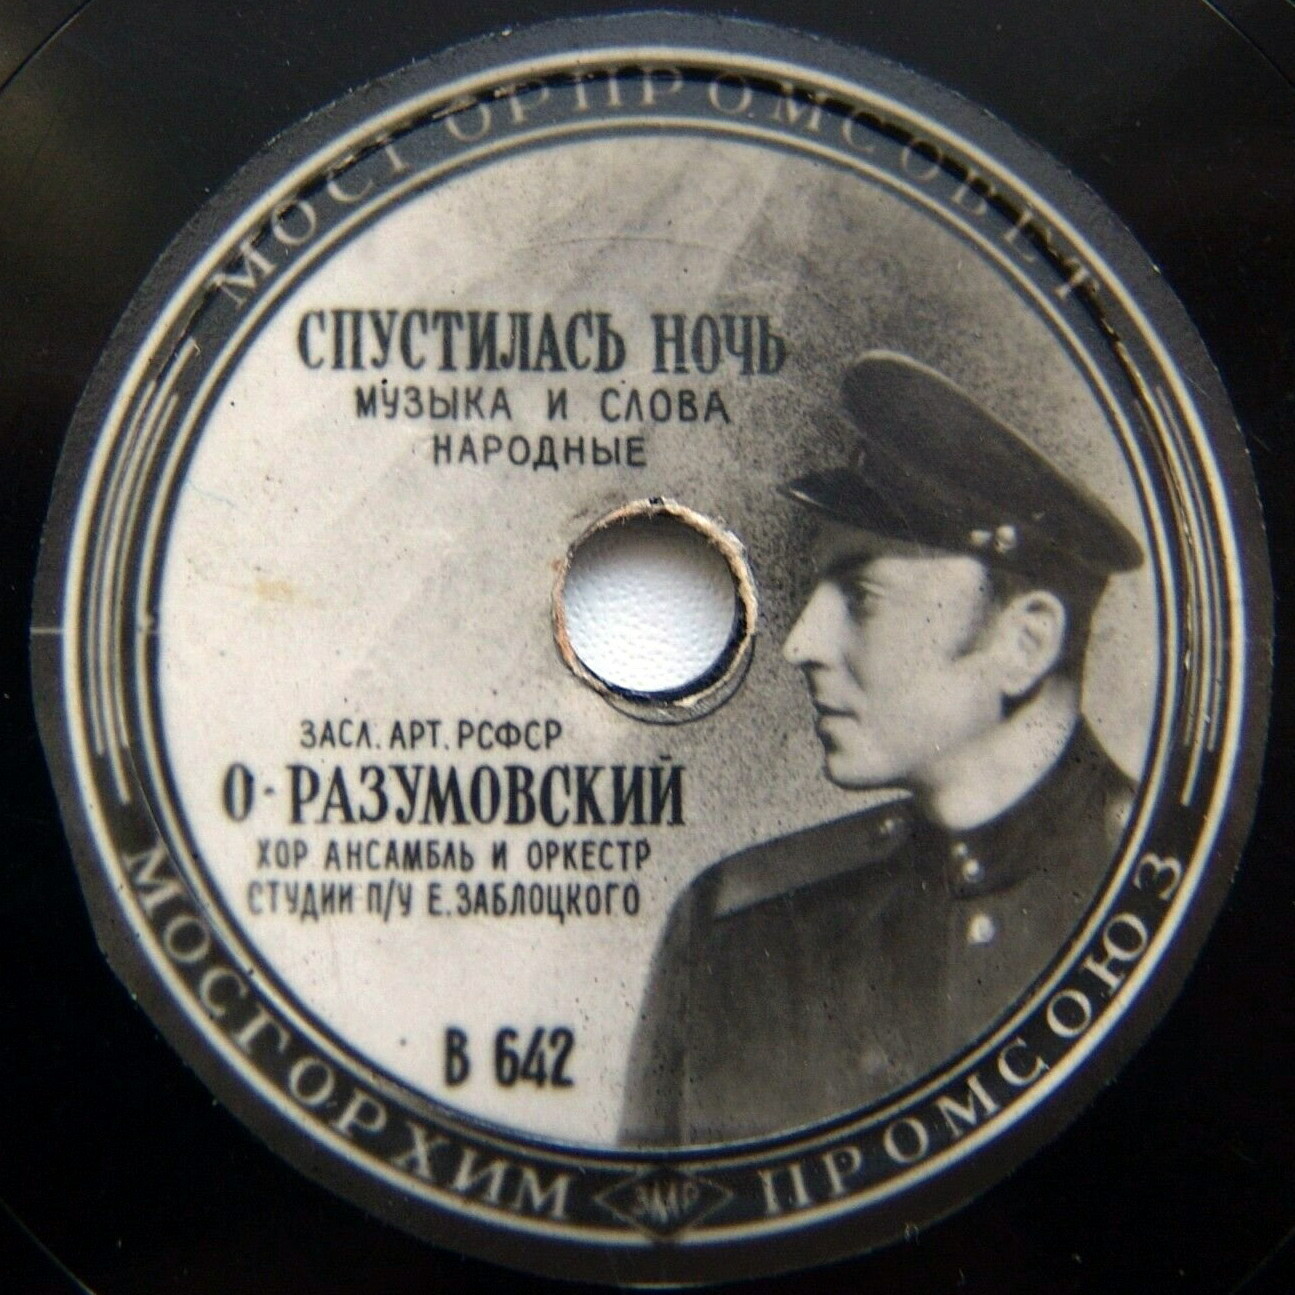 МОСГОРПРОМСОВЕТ
СПУСТИЛАСЬ НОЧЬ
МУЗЫКА И СЛОВА
НАРОДНЫЕ
ЗАСЛ. АРТ. РСФСР
О. РАЗУМОВСКИЙ
ХОР АНСАМБЛЬ И ОРКЕСТР
СТУДИИ П/У Е. ЗАБЛОЦКОГО
В 642
МОСГОРХИМ ПРОМСОЮЗ